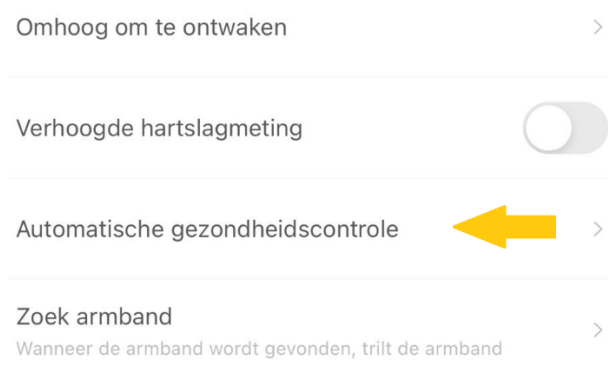 Omhoog om te ontwaken
Verhoogde hartslagmeting
Automatische gezondheidscontrole
Zoek armband
Wanneer de armband wordt gevonden, trilt de armband